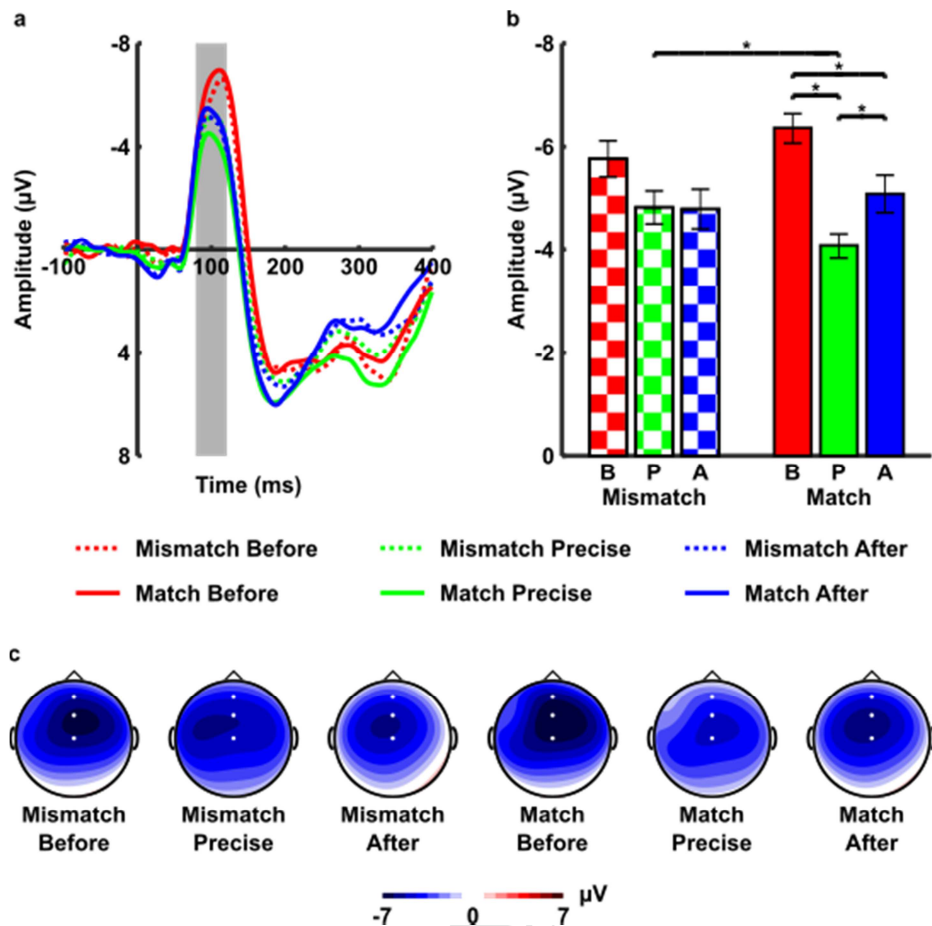 a
-8
-4
4
8
Amplitude (µV)
-100
100
200
300
400
Time (ms)
b
-8
-6
-4
-2
0
Amplitude (µV)
*
*
*
*
B P A
Mismatch
B P A
Match
Mismatch Before
Mismatch Precise
Mismatch After
Match Before
Match Precise
Match After
c
Mismatch
Before
Mismatch
Precise
Mismatch
After
Match
Before
Match
Precise
Match
After
-7 0 7
µV